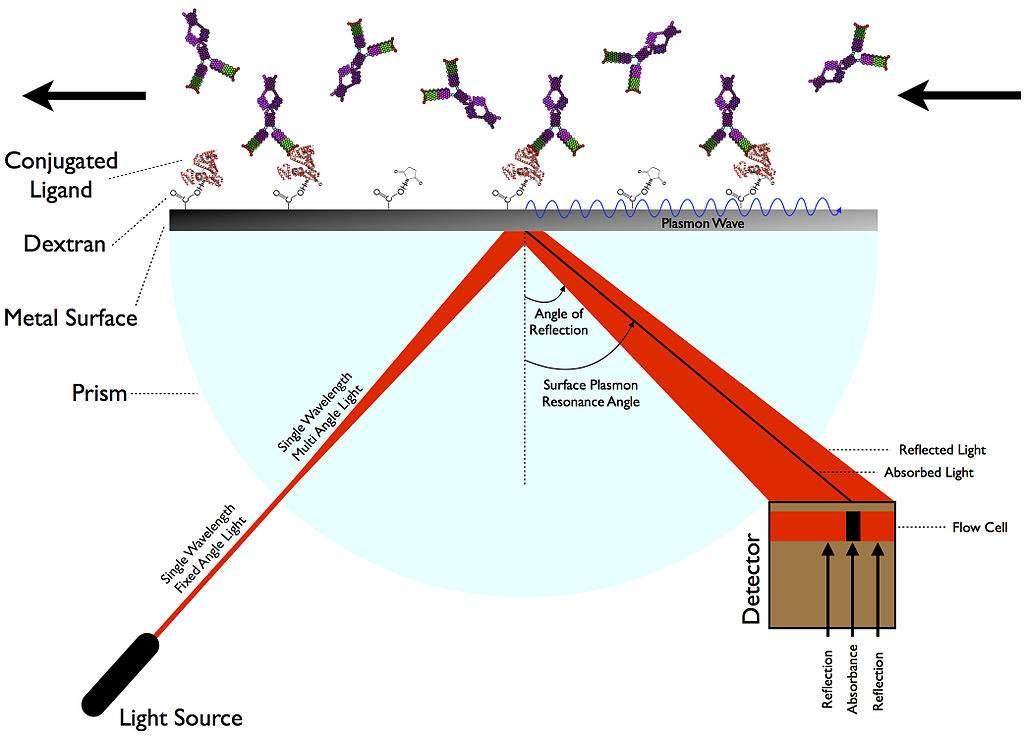 Conjugated
Ligand
Dextran
Metal Surface
Prism
Plasmon Wave
Angle of
Reflection
Surface Plasmon
Resonance Angle
Single Wavelength
Multi Angle Light
Single Wavelength
Fixed Angle Light
Light Source
Reflected Light
Absorbed Light
Flow Cell
Detector
Reflection
Absorbance
Reflection